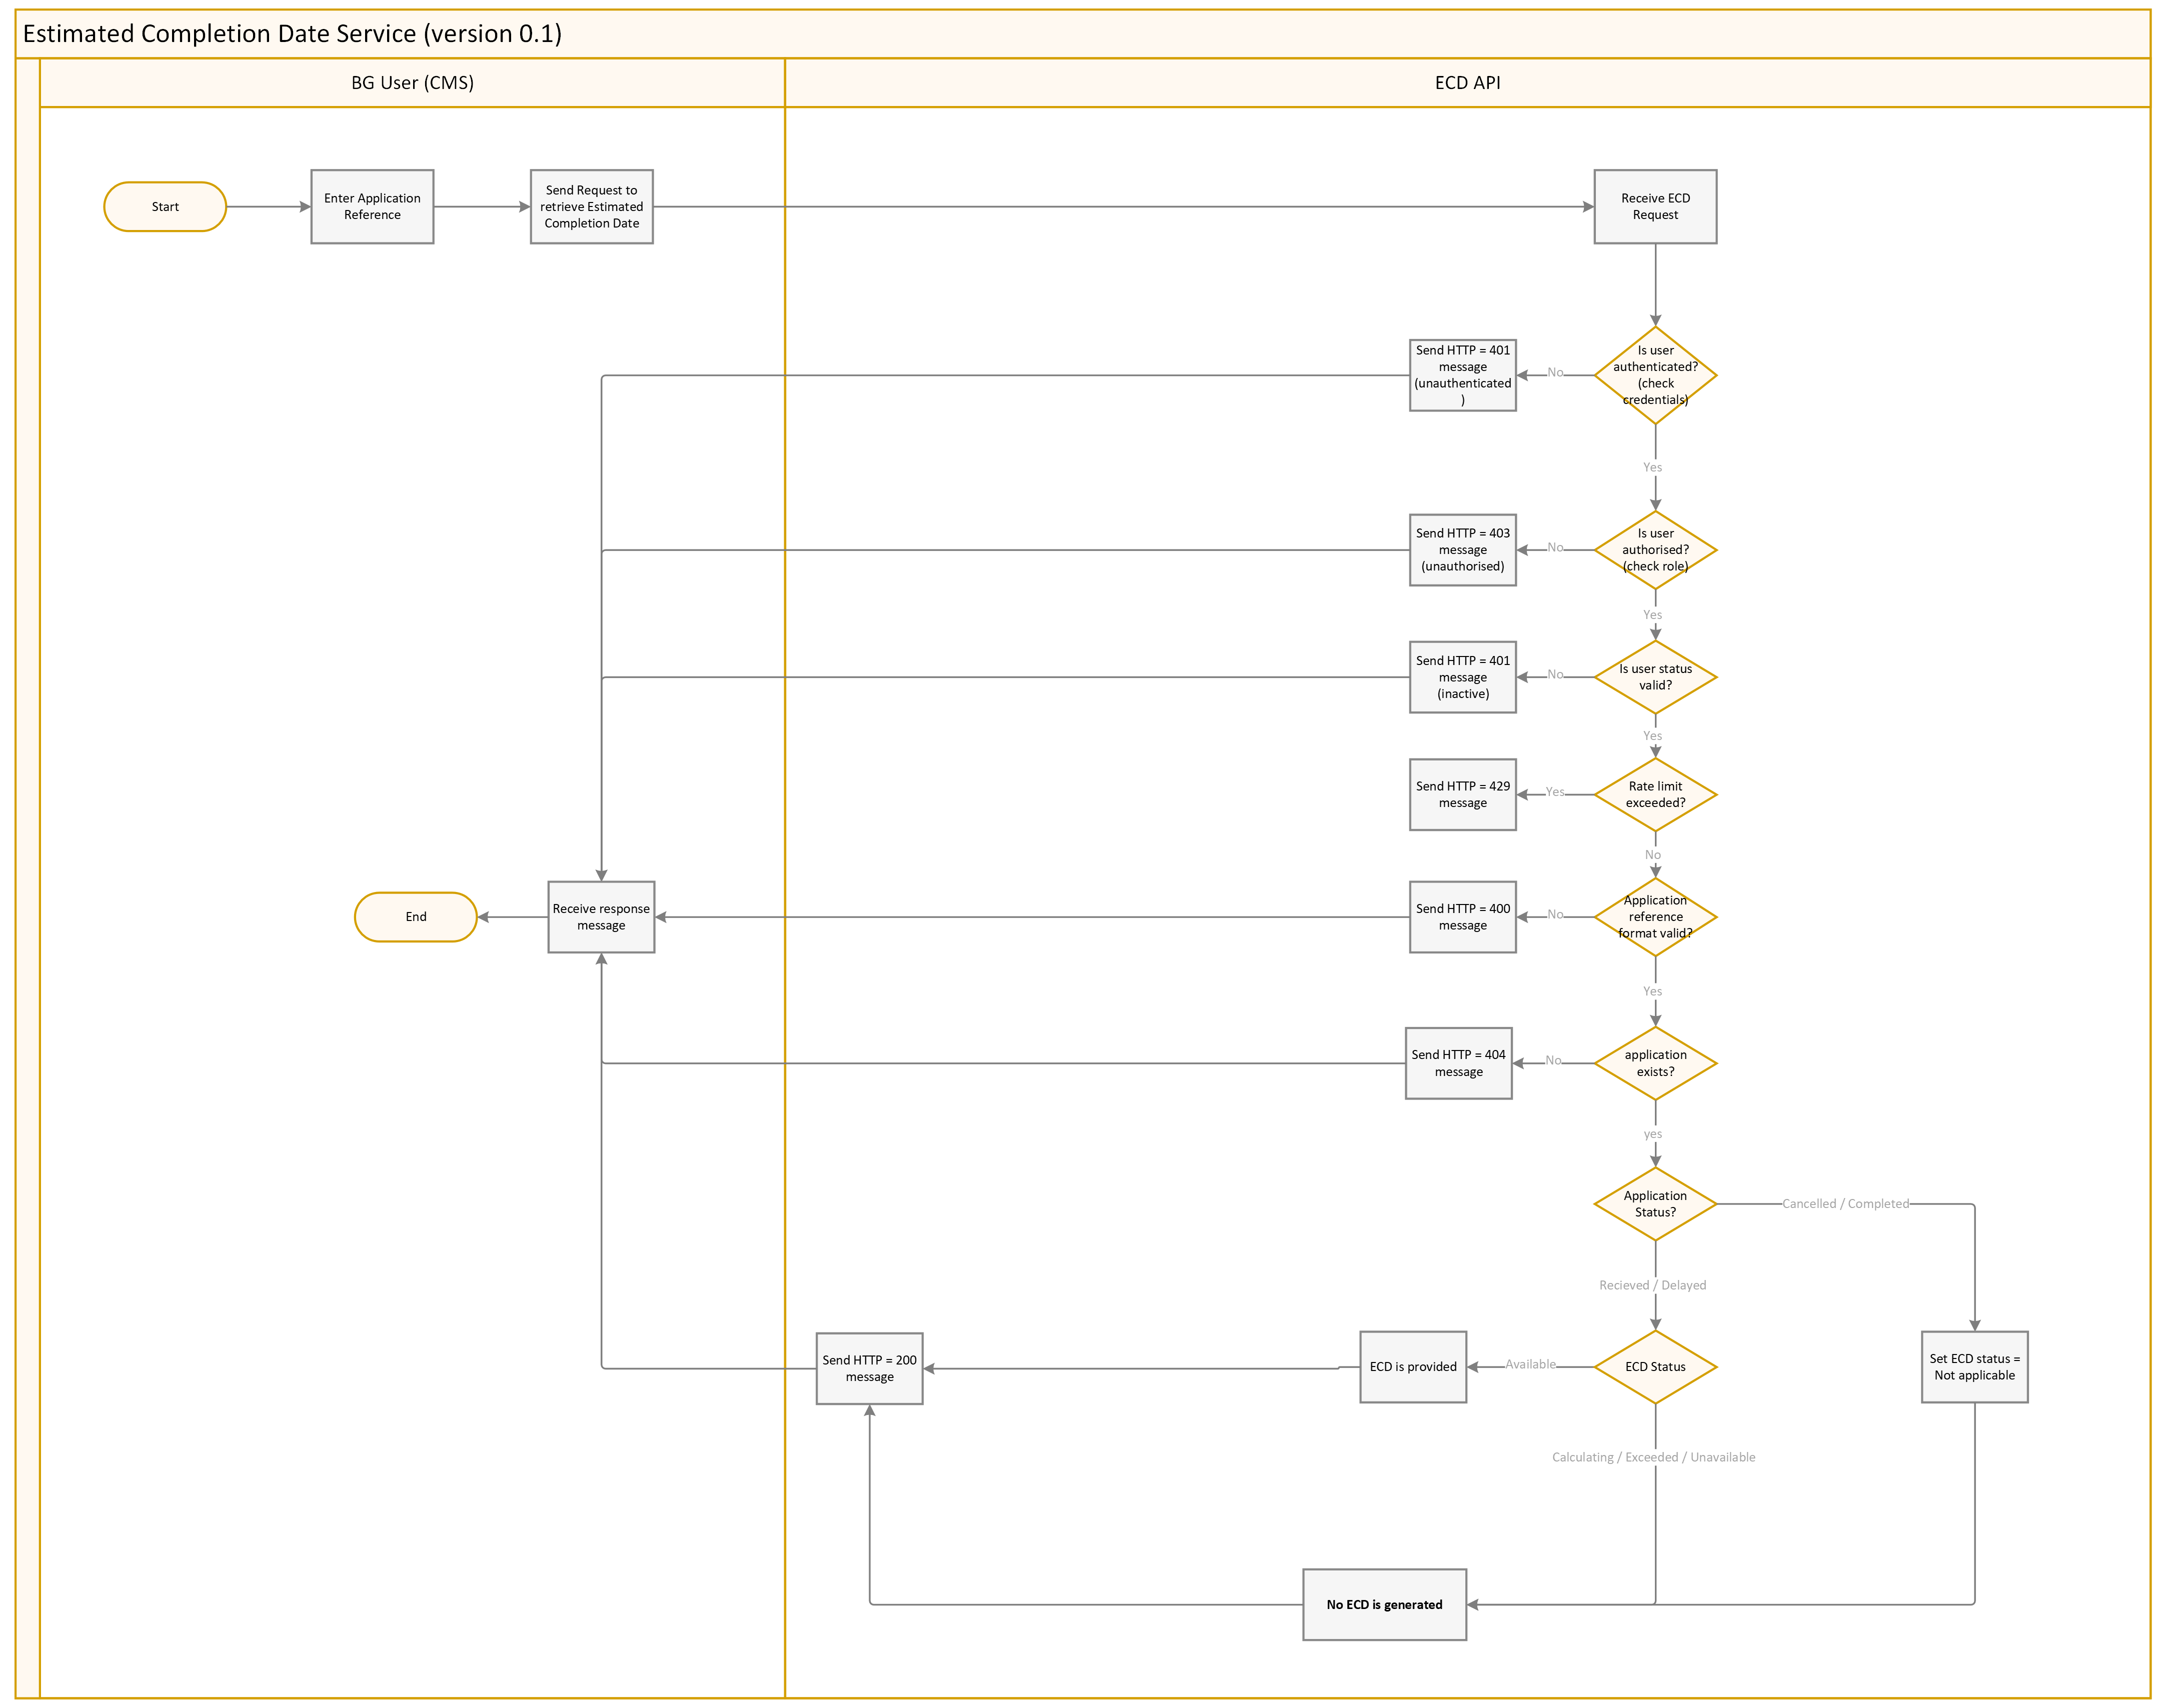 Estimated Completion Date Service (version 0.1)
BG User (CMS)
ECD API
Start
Enter Application
Reference
Send Request to
retrieve Estimated
Completion Date
Receive ECD
Request
Is user
authenticated?
(check
credentials)
No
Send HTTP = 401
message
(unauthenticated
)
Yes
Is user
authorised?
(check role)
No
Send HTTP = 403
message
(unauthorised)
Yes
Is user status
valid?
No
Send HTTP = 401
message
(inactive)
Yes
Rate limit
exceeded?
Yes
Send HTTP = 429
message
No
Application
reference
format valid?
No
Send HTTP = 400
message
Receive response
message
End
Yes
application
exists?
No
Send HTTP = 404
message
yes
Application
Status?
Cancelled / Completed
Recieved / Delayed
ECD Status
Available
ECD is provided
Send HTTP = 200
message
Set ECD status =
Not applicable
Calculating / Exceeded / Unavailable
No ECD is generated